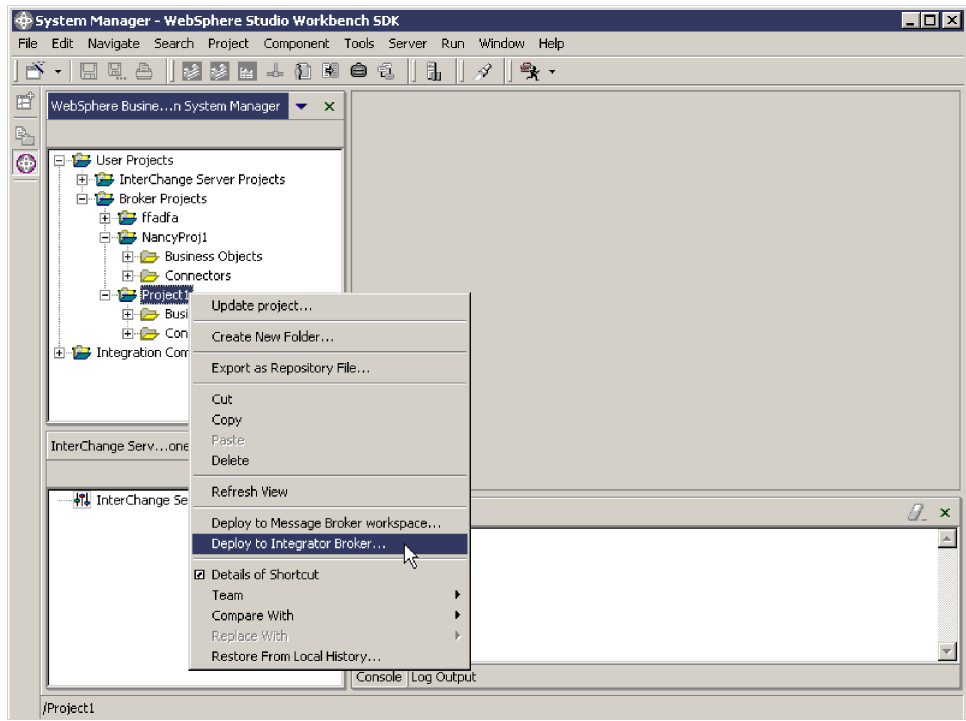 System Manager - WebSphere Studio Workbench SDK
File Edit Navigate Search Project Component Tools Server Run Window Help
WebSphere Busine...n System Manager
User Projects
InterChange Server Projects
Broker Projects
ffadfa
NancyProj1
Business Objects
Connectors
Project1
Busi
Con
Integration Com
Update project...
Create New Folder...
Export as Repository File...
Cut
Copy
Paste
Delete
Refresh View
Deploy to Message Broker workspace...
Deploy to Integrator Broker...
Details of Shortcut
Team
Compare With
Replace With
Restore From Local History...
InterChange Serv...one
InterChange Se
Console Log Output
/Project1